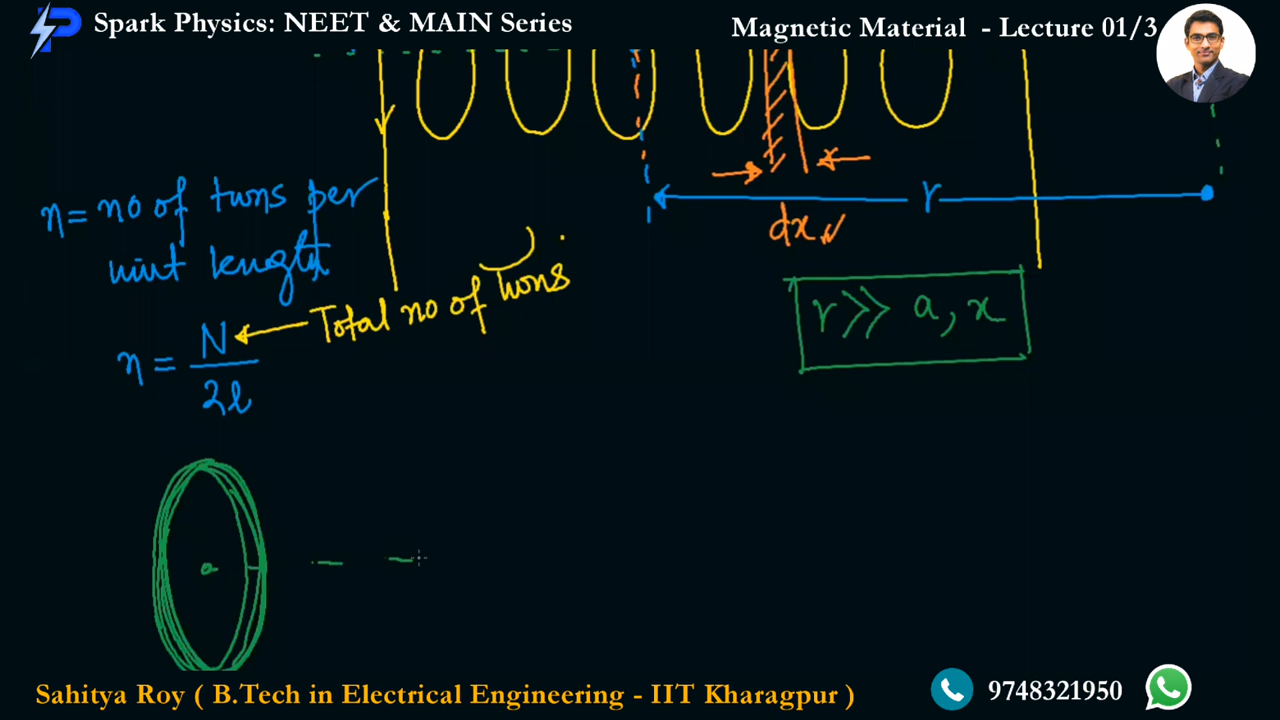 Spark Physics: NEET & MAIN Series
Magnetic Material - Lecture 01/3
r
dx
n = no of turns per
unit length
Total no of turns
n = N/2l
r >> a, x
Sahitya Roy ( B.Tech in Electrical Engineering - IIT Kharagpur )
9748321950